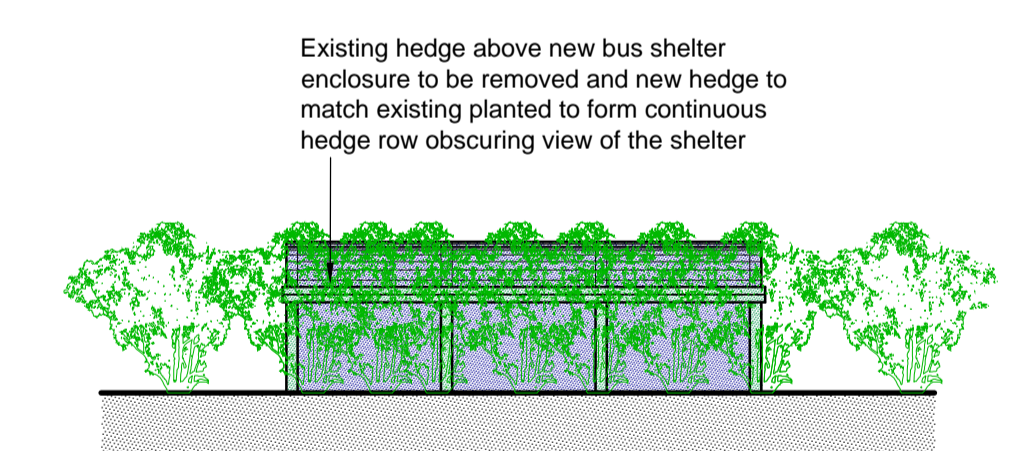 Existing hedge above new bus shelter
enclosure to be removed and new hedge to
match existing planted to form continuous
hedge row obscuring view of the shelter